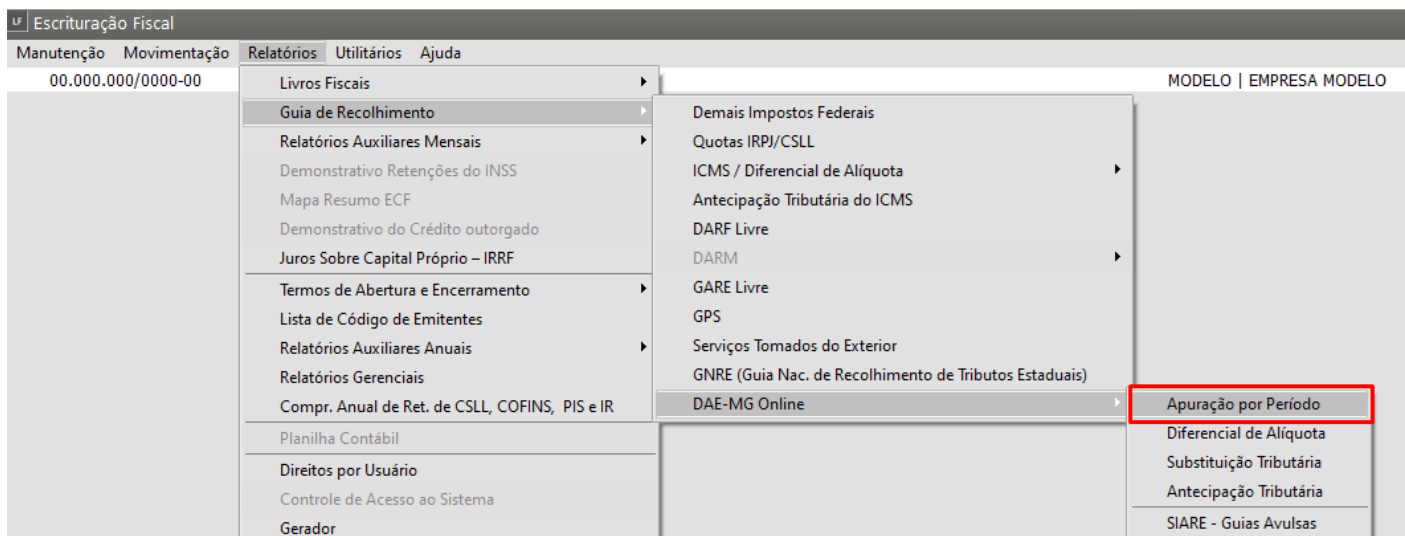 LF Escrituração Fiscal
Manutenção Movimentação Relatórios Utilitários Ajuda
00.000.000/0000-00 MODELO | EMPRESA MODELO
Livros Fiscais
Guia de Recolhimento
Relatórios Auxiliares Mensais
Demonstrativo Retenções do INSS
Mapa Resumo ECF
Demonstrativo do Crédito outorgado
Juros Sobre Capital Próprio – IRRF
Termos de Abertura e Encerramento
Lista de Código de Emitentes
Relatórios Auxiliares Anuais
Relatórios Gerenciais
Compr. Anual de Ret. de CSLL, COFINS, PIS e IR
Planilha Contábil
Direitos por Usuário
Controle de Acesso ao Sistema
Gerador
Demais Impostos Federais
Quotas IRPJ/CSLL
ICMS / Diferencial de Alíquota
Antecipação Tributária do ICMS
DARF Livre
DARM
GARE Livre
GPS
Serviços Tomados do Exterior
GNRE (Guia Nac. de Recolhimento de Tributos Estaduais)
DAE-MG Online
Apuração por Período
Diferencial de Alíquota
Substituição Tributária
Antecipação Tributária
SIARE - Guias Avulsas